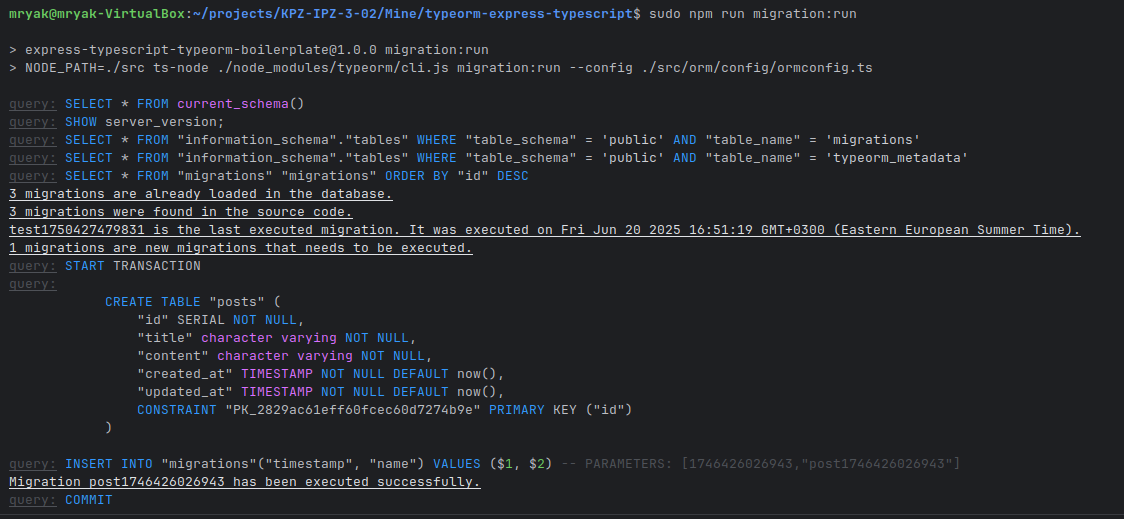 mryak@mryak-VirtualBox:~/projects/KPZ-IPZ-3-02/Mine/typeorm-express-typescript$ sudo npm run migration:run
> express-typescript-typeorm-boilerplate@1.0.0 migration:run
> NODE_PATH=./src ts-node ./node_modules/typeorm/cli.js migration:run --config ./src/orm/config/ormconfig.ts
query: SELECT * FROM current_schema()
query: SHOW server_version;
query: SELECT * FROM "information_schema"."tables" WHERE "table_schema" = 'public' AND "table_name" = 'migrations'
query: SELECT * FROM "information_schema"."tables" WHERE "table_schema" = 'public' AND "table_name" = 'typeorm_metadata'
query: SELECT * FROM "migrations" "migrations" ORDER BY "id" DESC
3 migrations are already loaded in the database.
3 migrations were found in the source code.
test1750427479831 is the last executed migration. It was executed on Fri Jun 20 2025 16:51:19 GMT+0300 (Eastern European Summer Time).
1 migrations are new migrations that needs to be executed.
query: START TRANSACTION
query:
CREATE TABLE "posts" (
"id" SERIAL NOT NULL,
"title" character varying NOT NULL,
"content" character varying NOT NULL,
"created_at" TIMESTAMP NOT NULL DEFAULT now(),
"updated_at" TIMESTAMP NOT NULL DEFAULT now(),
CONSTRAINT "PK_2829ac61eff60fcec60d7274b9e" PRIMARY KEY ("id")
)
query: INSERT INTO "migrations"("timestamp", "name") VALUES ($1, $2) -- PARAMETERS: [1746426026943,"post1746426026943"]
Migration post1746426026943 has been executed successfully.
query: COMMIT